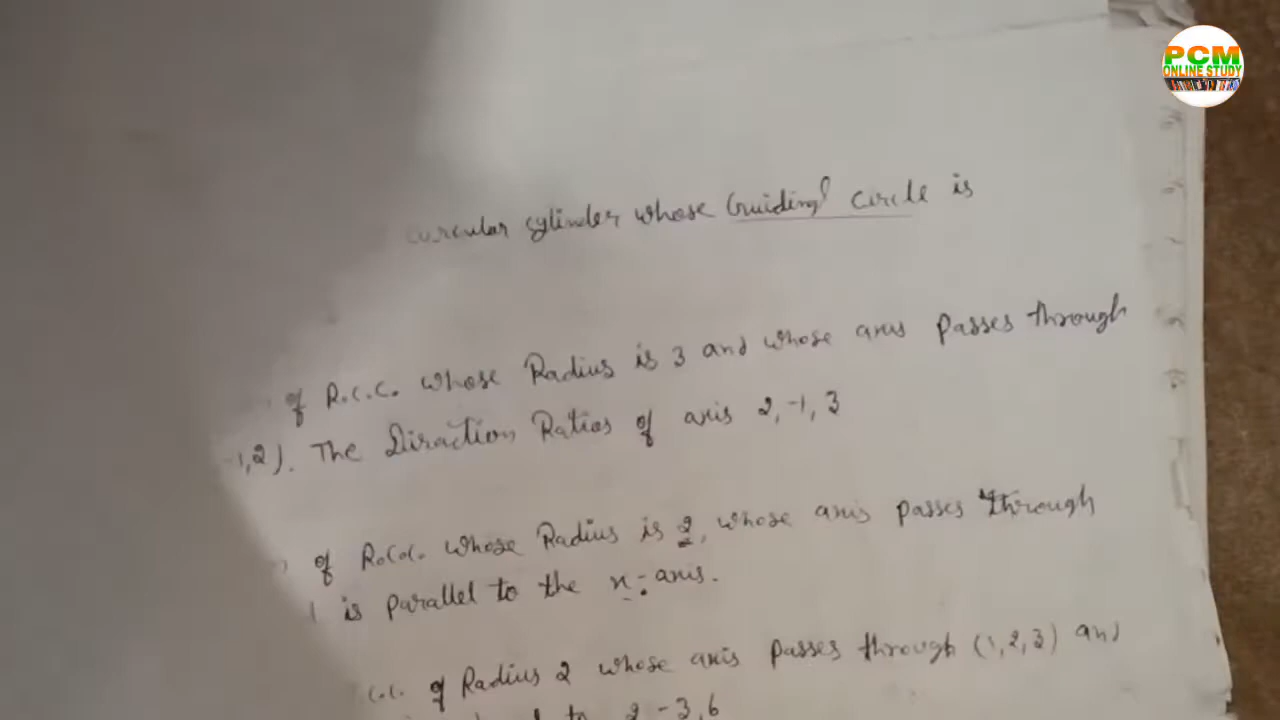 PCM
ONLINE STUDY
circular cylinder whose Guiding circle is
of R.C.C. whose Radius is 3 and whose axis passes through
-1,2). The Diraction Ratios of axis 2,-1,3
of R.C.C. whose Radius is 2, whose axis passes through
is parallel to the x-axis.
C.C. of Radius 2 whose axis passes through (1,2,3) and
to 2 -3,6